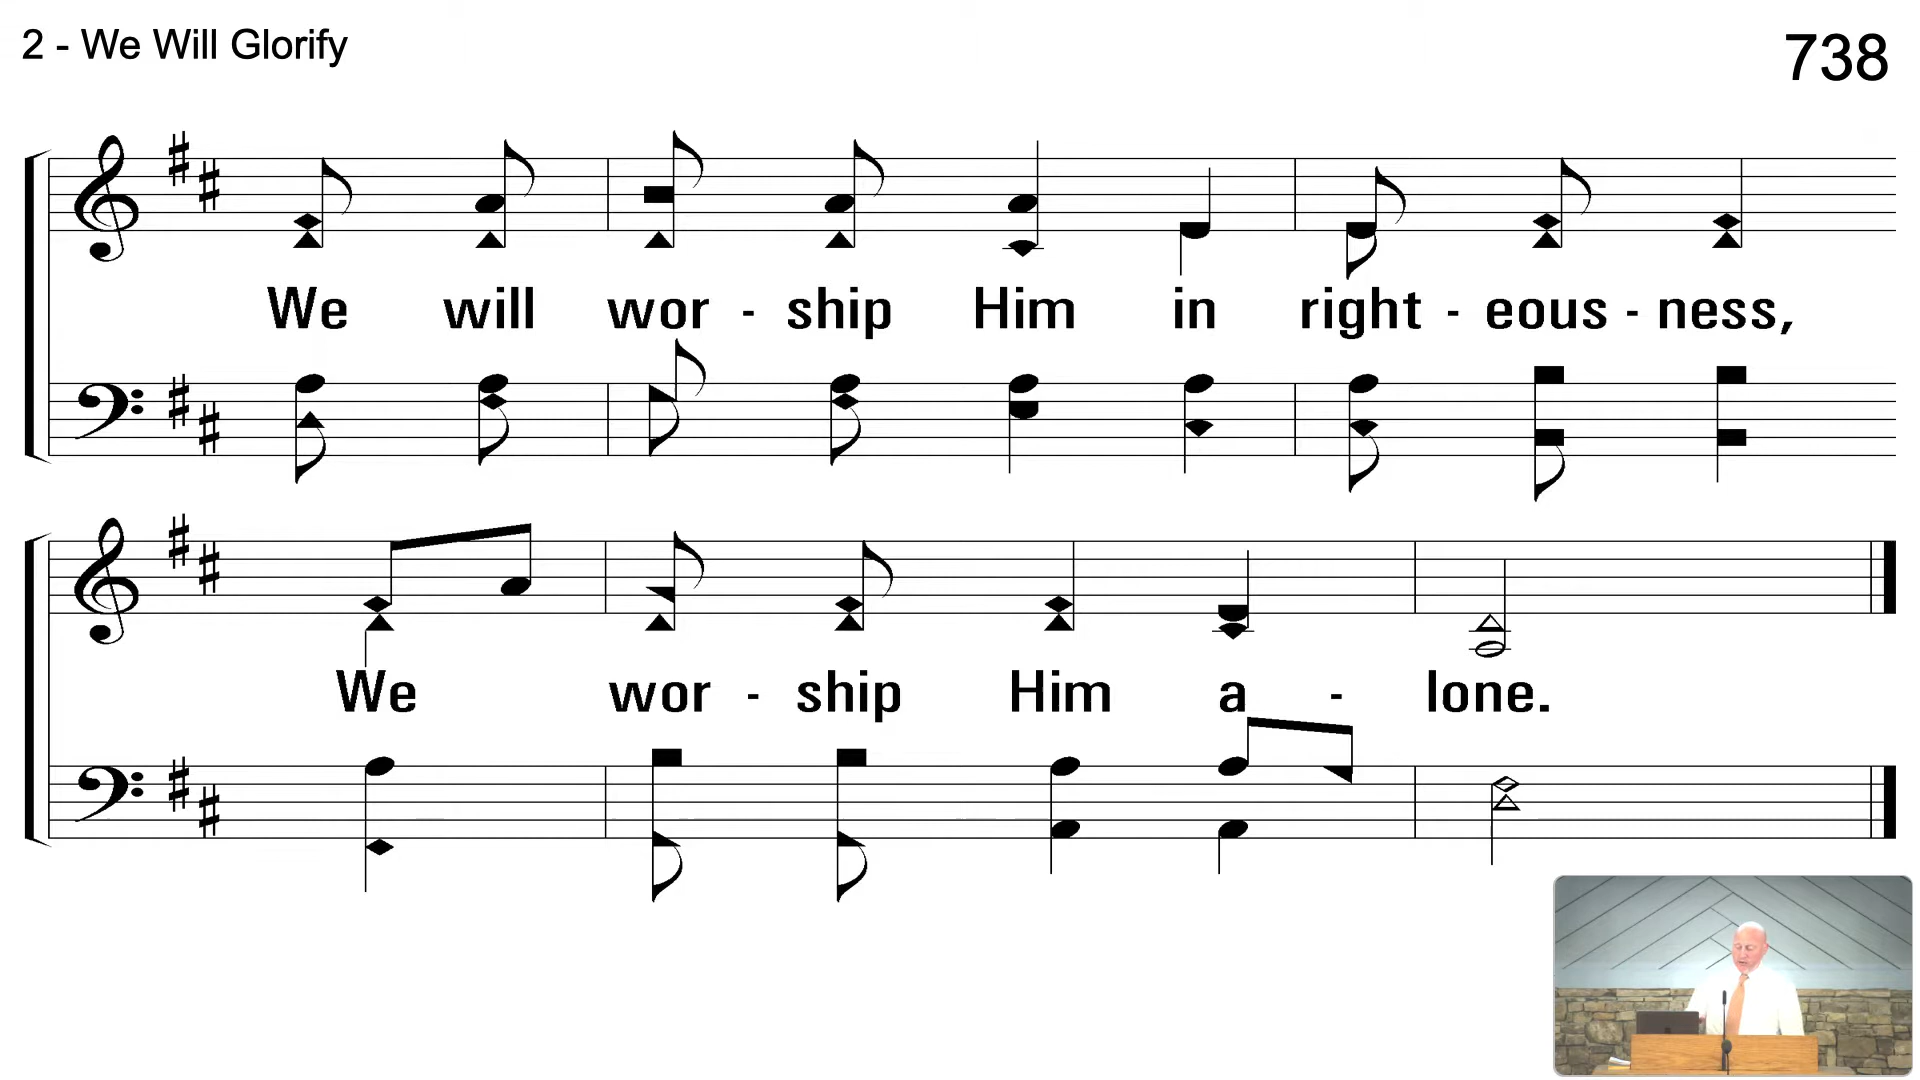 2 - We Will Glorify
738
We will wor - ship Him in right - eous - ness,
We wor - ship Him a - lone.